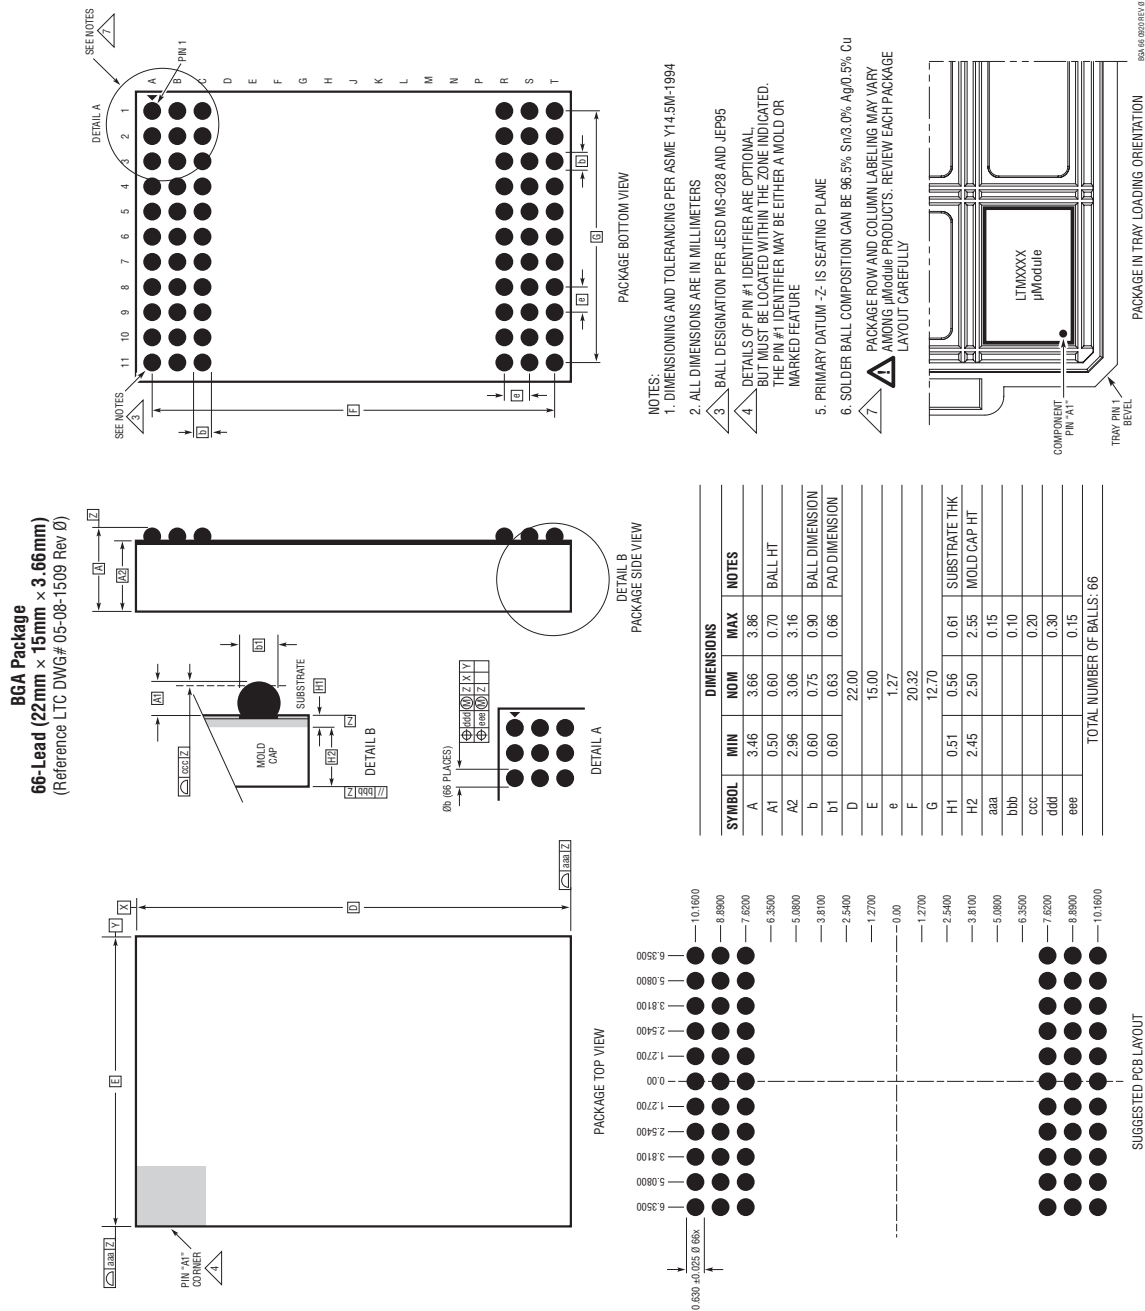 BGA Package
66-Lead (22mm × 15mm × 3.66mm)
(Reference LTC DWG# 05-08-1509 Rev Ø)
aaa Z
E
Y
X
D
aaa Z
PIN "A1"
CORNER
4
PACKAGE TOP VIEW
ccc Z
A1
b1
MOLD
CAP
SUBSTRATE
H1
H2
Z
// bbb Z
DETAIL B
Z
A
A2
DETAIL B
PACKAGE SIDE VIEW
Øb (66 PLACES)
ddd M Z X Y
eee M Z
DETAIL A
SEE NOTES
7
PIN 1
DETAIL A
SEE NOTES
3
11 10 9 8 7 6 5 4 3 2 1
A
B
C
D
E
F
G
H
J
K
L
M
N
P
R
S
T
b
F
e
e
b
G
PACKAGE BOTTOM VIEW
6.3500
5.0800
3.8100
2.5400
1.2700
0.00
1.2700
2.5400
3.8100
5.0800
6.3500
0.630 ±0.025 Ø 66x
10.1600
8.8900
7.6200
6.3500
5.0800
3.8100
2.5400
1.2700
0.00
1.2700
2.5400
3.8100
5.0800
6.3500
7.6200
8.8900
10.1600
SUGGESTED PCB LAYOUT
DIMENSIONS
SYMBOL MIN NOM MAX NOTES
A 3.46 3.66 3.86
A1 0.50 0.60 0.70 BALL HT
A2 2.96 3.06 3.16
b 0.60 0.75 0.90 BALL DIMENSION
b1 0.60 0.63 0.66 PAD DIMENSION
D 22.00
E 15.00
e 1.27
F 20.32
G 12.70
H1 0.51 0.56 0.61 SUBSTRATE THK
H2 2.45 2.50 2.55 MOLD CAP HT
aaa 0.15
bbb 0.10
ccc 0.20
ddd 0.30
eee 0.15
TOTAL NUMBER OF BALLS: 66
NOTES:
1. DIMENSIONING AND TOLERANCING PER ASME Y14.5M-1994
2. ALL DIMENSIONS ARE IN MILLIMETERS
3 BALL DESIGNATION PER JESD MS-028 AND JEP95
4 DETAILS OF PIN #1 IDENTIFIER ARE OPTIONAL,
BUT MUST BE LOCATED WITHIN THE ZONE INDICATED.
THE PIN #1 IDENTIFIER MAY BE EITHER A MOLD OR
MARKED FEATURE
5. PRIMARY DATUM -Z- IS SEATING PLANE
6. SOLDER BALL COMPOSITION CAN BE 96.5% Sn/3.0% Ag/0.5% Cu
7 ! PACKAGE ROW AND COLUMN LABELING MAY VARY
AMONG µModule PRODUCTS. REVIEW EACH PACKAGE
LAYOUT CAREFULLY
LTMXXXX
µModule
COMPONENT
PIN "A1"
TRAY PIN 1
BEVEL
PACKAGE IN TRAY LOADING ORIENTATION
BGA 66 0920 REV Ø